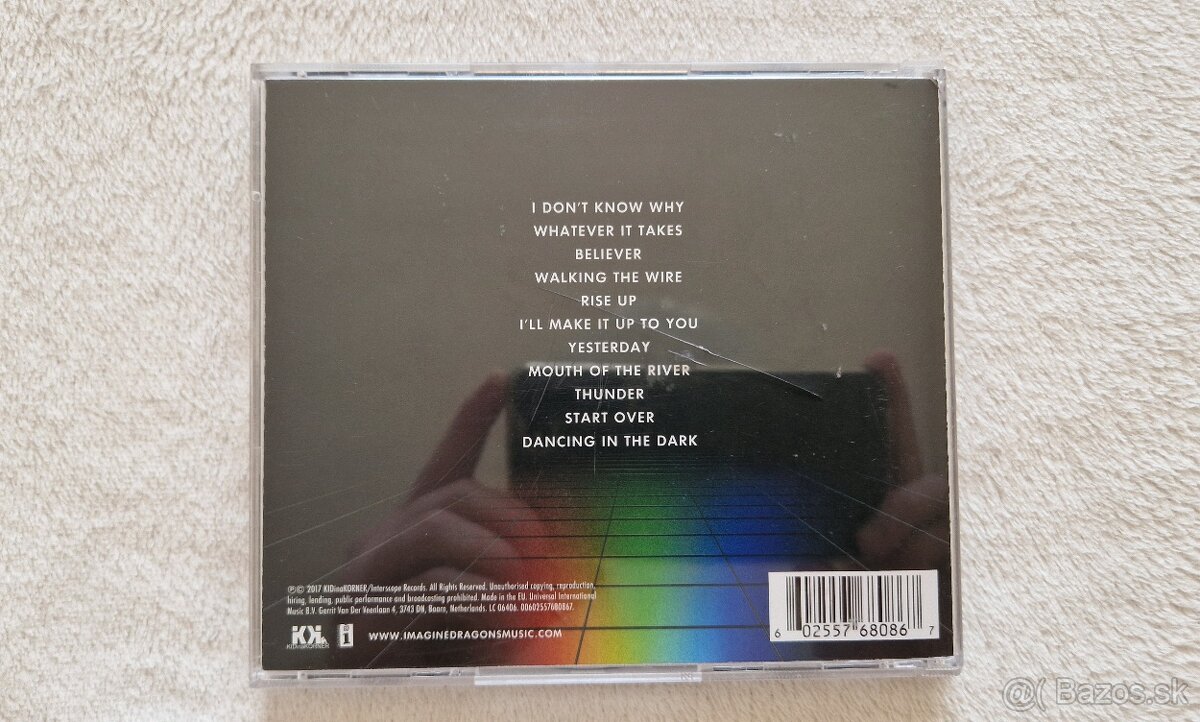 I DON'T KNOW WHY
WHATEVER IT TAKES
BELIEVER
WALKING THE WIRE
RISE UP
I'LL MAKE IT UP TO YOU
YESTERDAY
MOUTH OF THE RIVER
THUNDER
START OVER
DANCING IN THE DARK
℗© 2017 KIDinaKORNER/Interscope Records. All Rights Reserved. Unauthorised copying, reproduction,
hiring, lending, public performance and broadcasting prohibited. Made in the EU. Universal International
Music B.V. Gerrit Van Der Veenlaan 4, 3743 DN, Baarn, Netherlands. LC 06406. 00602557680867.
KK
KIDinaKORNER
i
WWW.IMAGINEDRAGONSMUSIC.COM
6 02557 68086 7
@( Bazos.sk